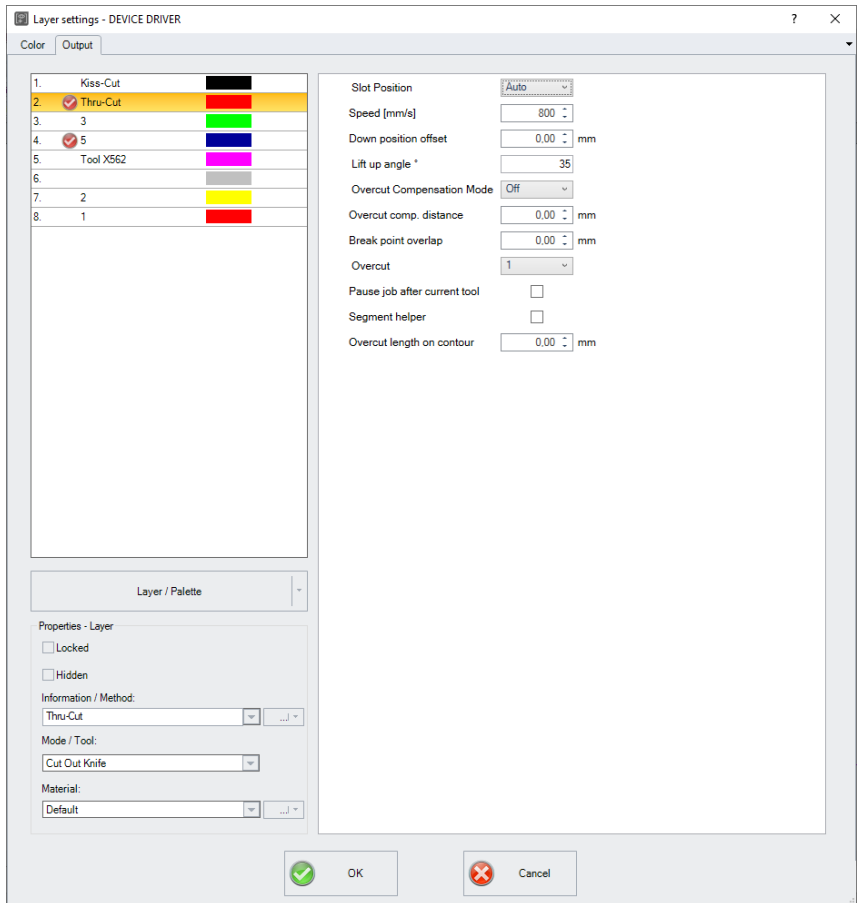 Layer settings - DEVICE DRIVER ?
Color Output
1. Kiss-Cut
2. Thru-Cut
3. 3
4. 5
5. Tool X562
6.
7. 2
8. 1
Layer / Palette
Properties - Layer
Locked
Hidden
Information / Method:
Thru-Cut ...|
Mode / Tool:
Cut Out Knife
Material:
Default ...|
Slot Position Auto
Speed [mm/s] 800
Down position offset 0,00 mm
Lift up angle ° 35
Overcut Compensation Mode Off
Overcut comp. distance 0,00 mm
Break point overlap 0,00 mm
Overcut 1
Pause job after current tool
Segment helper
Overcut length on contour 0,00 mm
OK Cancel